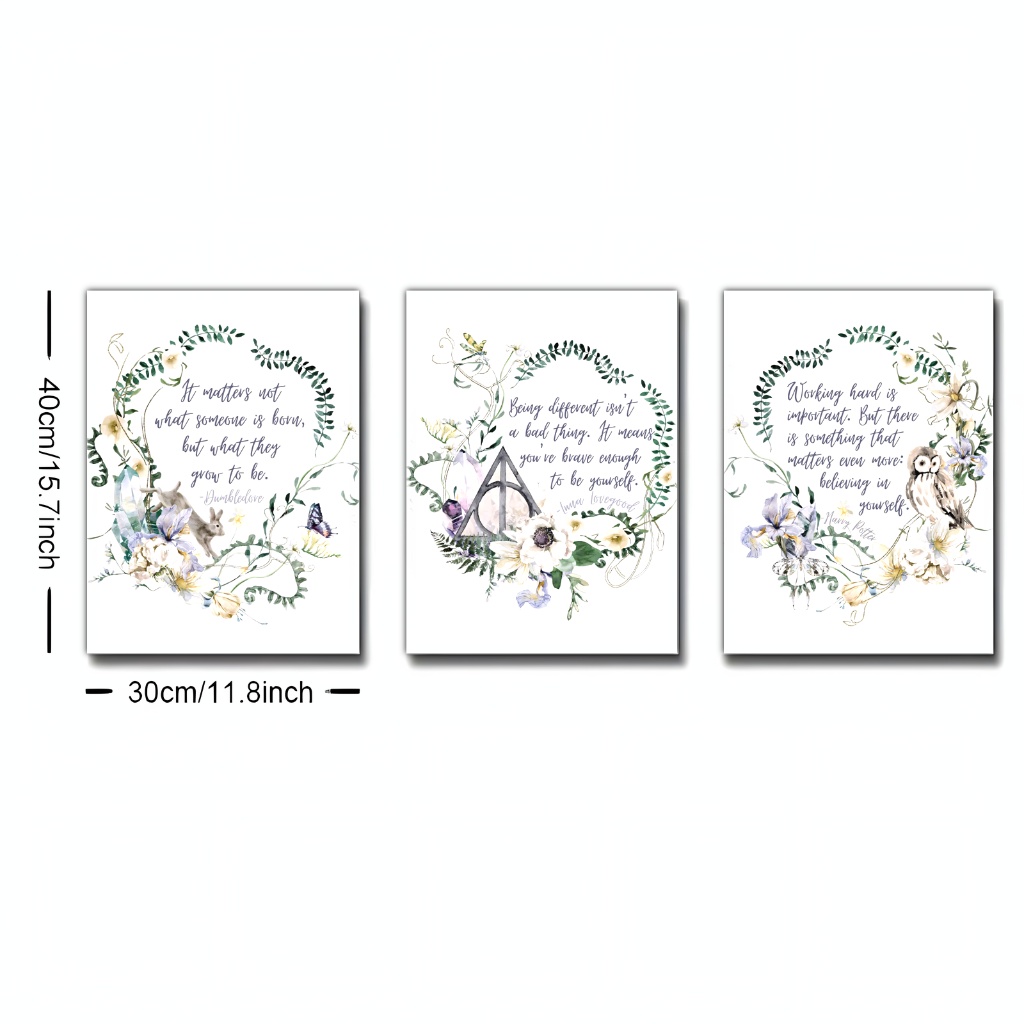 40cm/15.7inch
It matters not
what someone is born,
but what they
grow to be.
-Dumbledore
Being different isn't
a bad thing. It means
you're brave enough
to be yourself.
-luna lovegood
Working hard is
important. But there
is something that
matters even more:
believing in
yourself.
Harry Potter
30cm/11.8inch